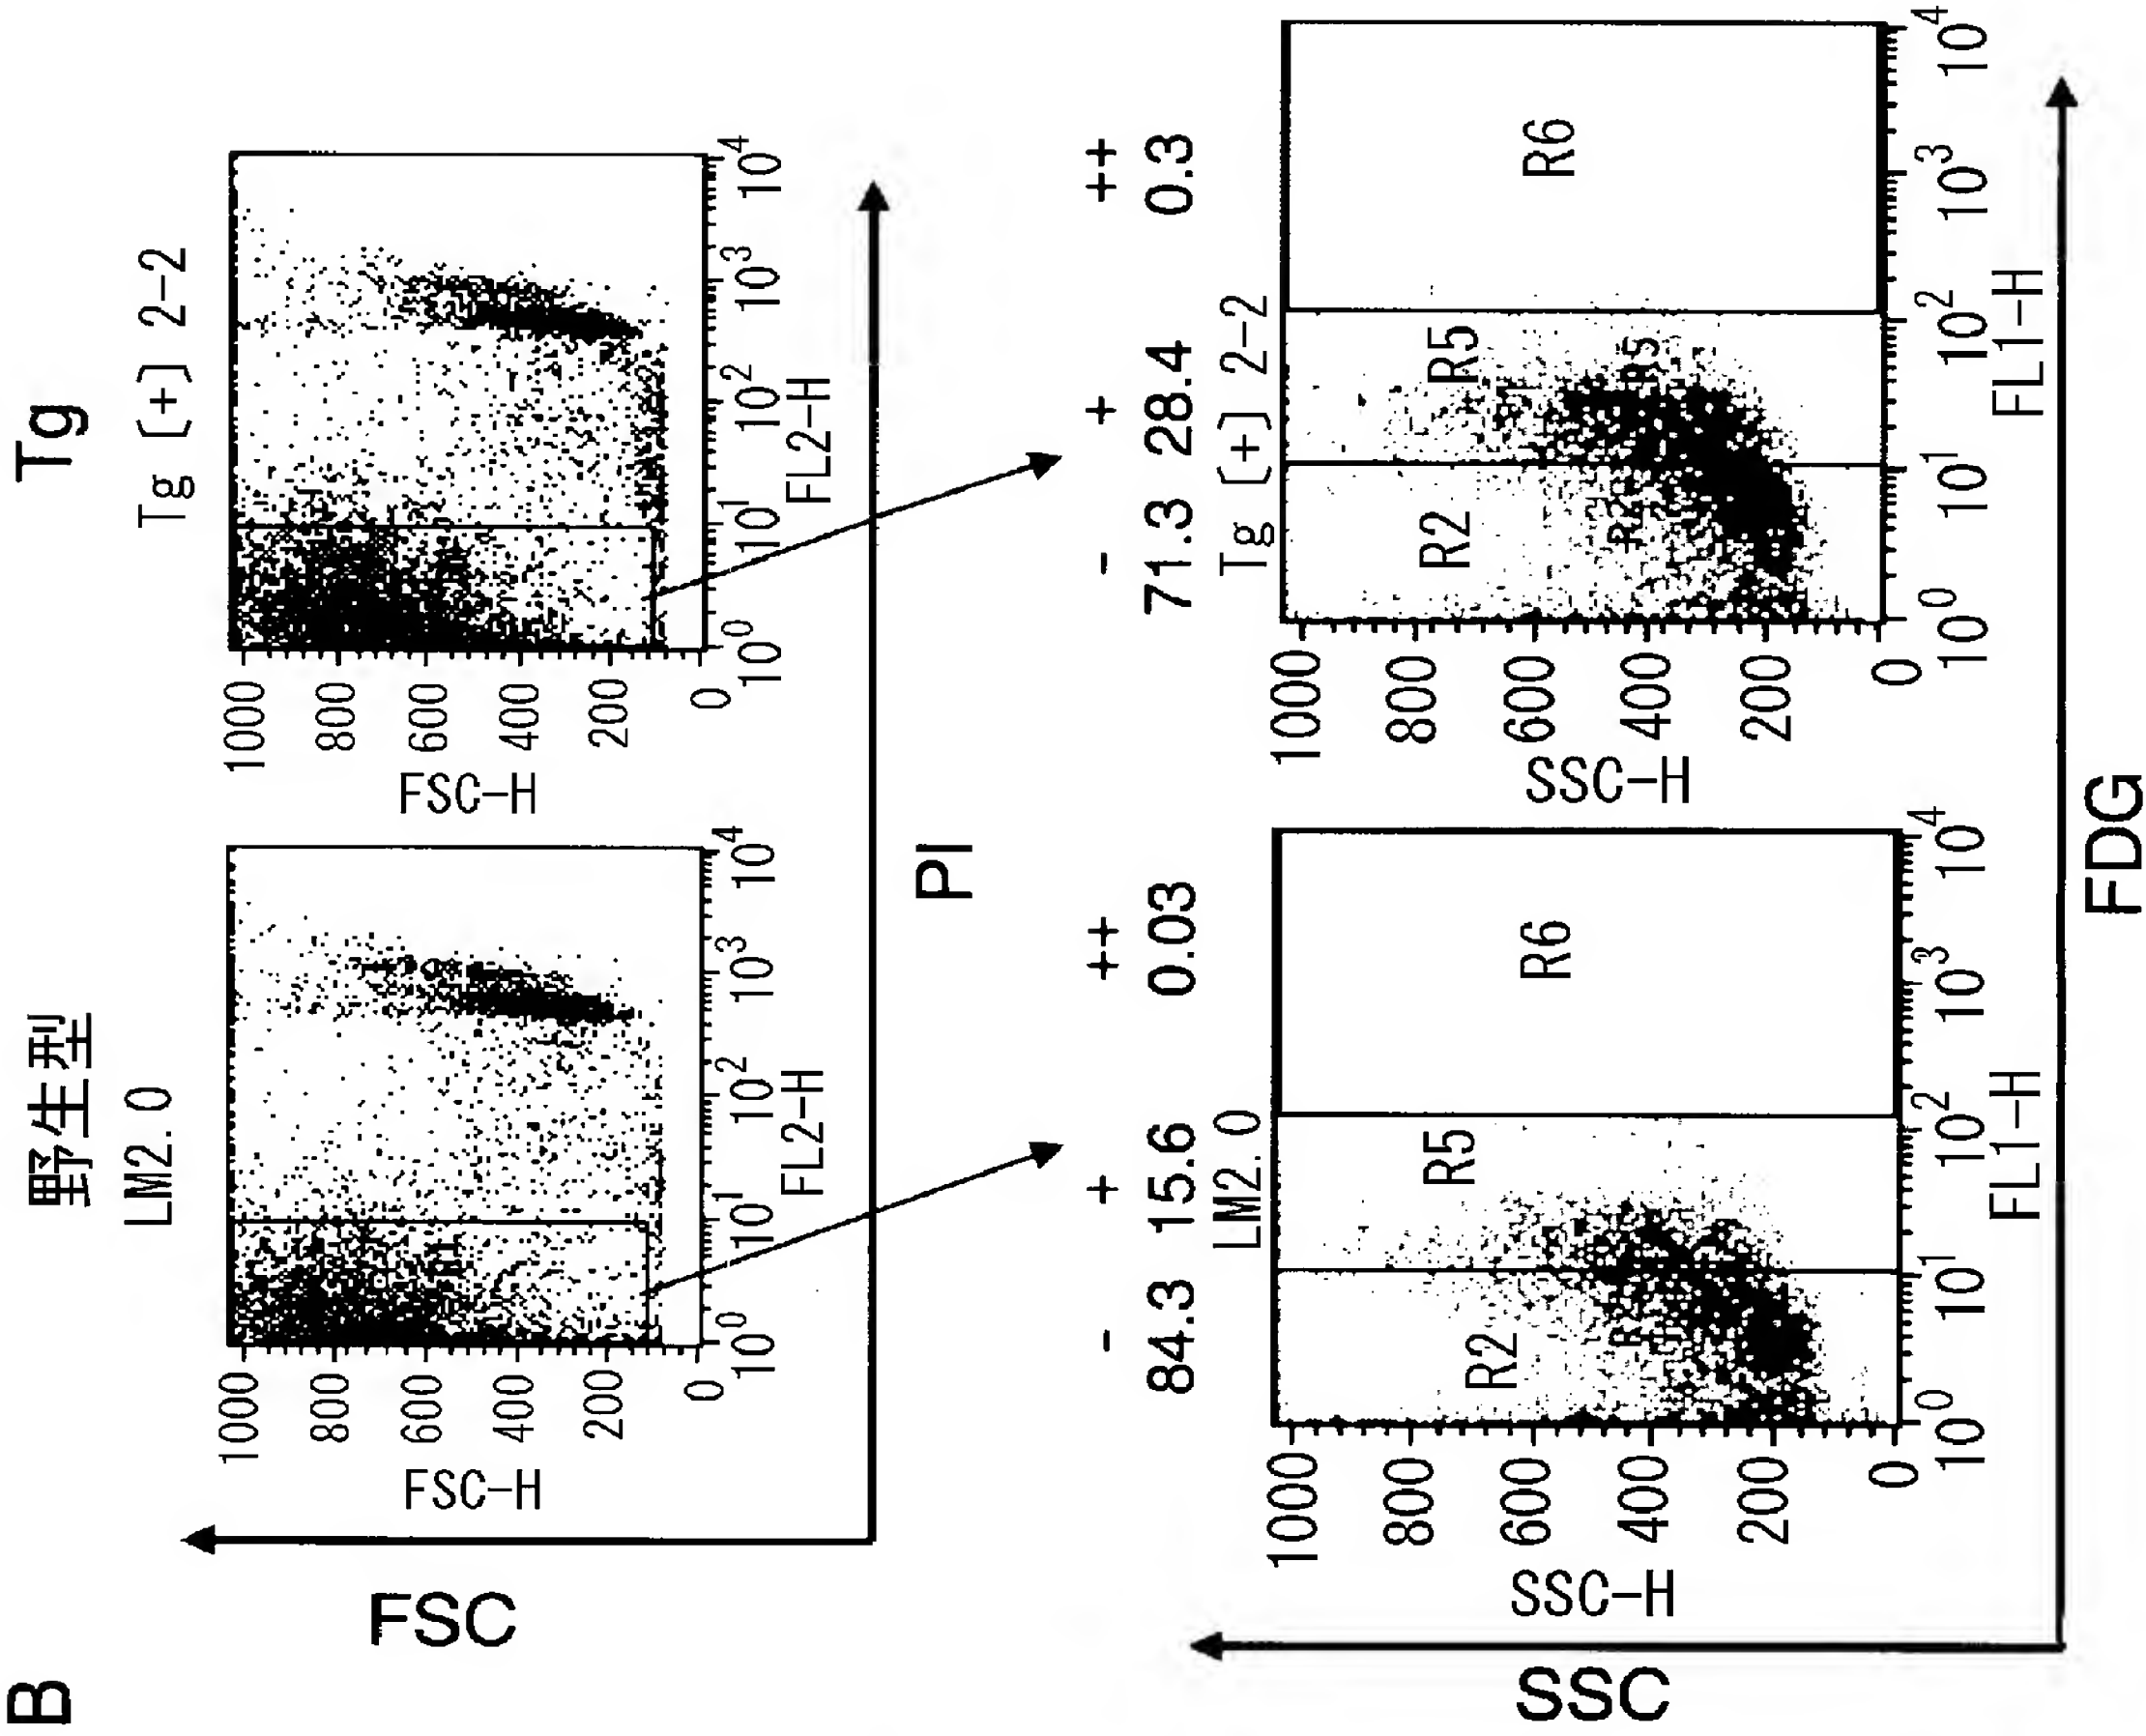 B
野生型
Tg
LM2.0
Tg [+] 2-2
FSC
FSC-H
1000
800
600
400
200
0
10^0
10^1
10^2
10^3
10^4
FL2-H
FSC-H
1000
800
600
400
200
0
10^0
10^1
10^2
10^3
10^4
FL2-H
PI
- + ++
84.3 15.6 0.03
LM2.0
- + ++
71.3 28.4 0.3
Tg [+] 2-2
SSC
SSC-H
1000
800
600
400
200
0
R2
R5
R6
10^0
10^1
10^2
10^3
10^4
FL1-H
SSC-H
1000
800
600
400
200
0
R2
R5
R6
R2
R5
10^0
10^1
10^2
10^3
10^4
FL1-H
FDG